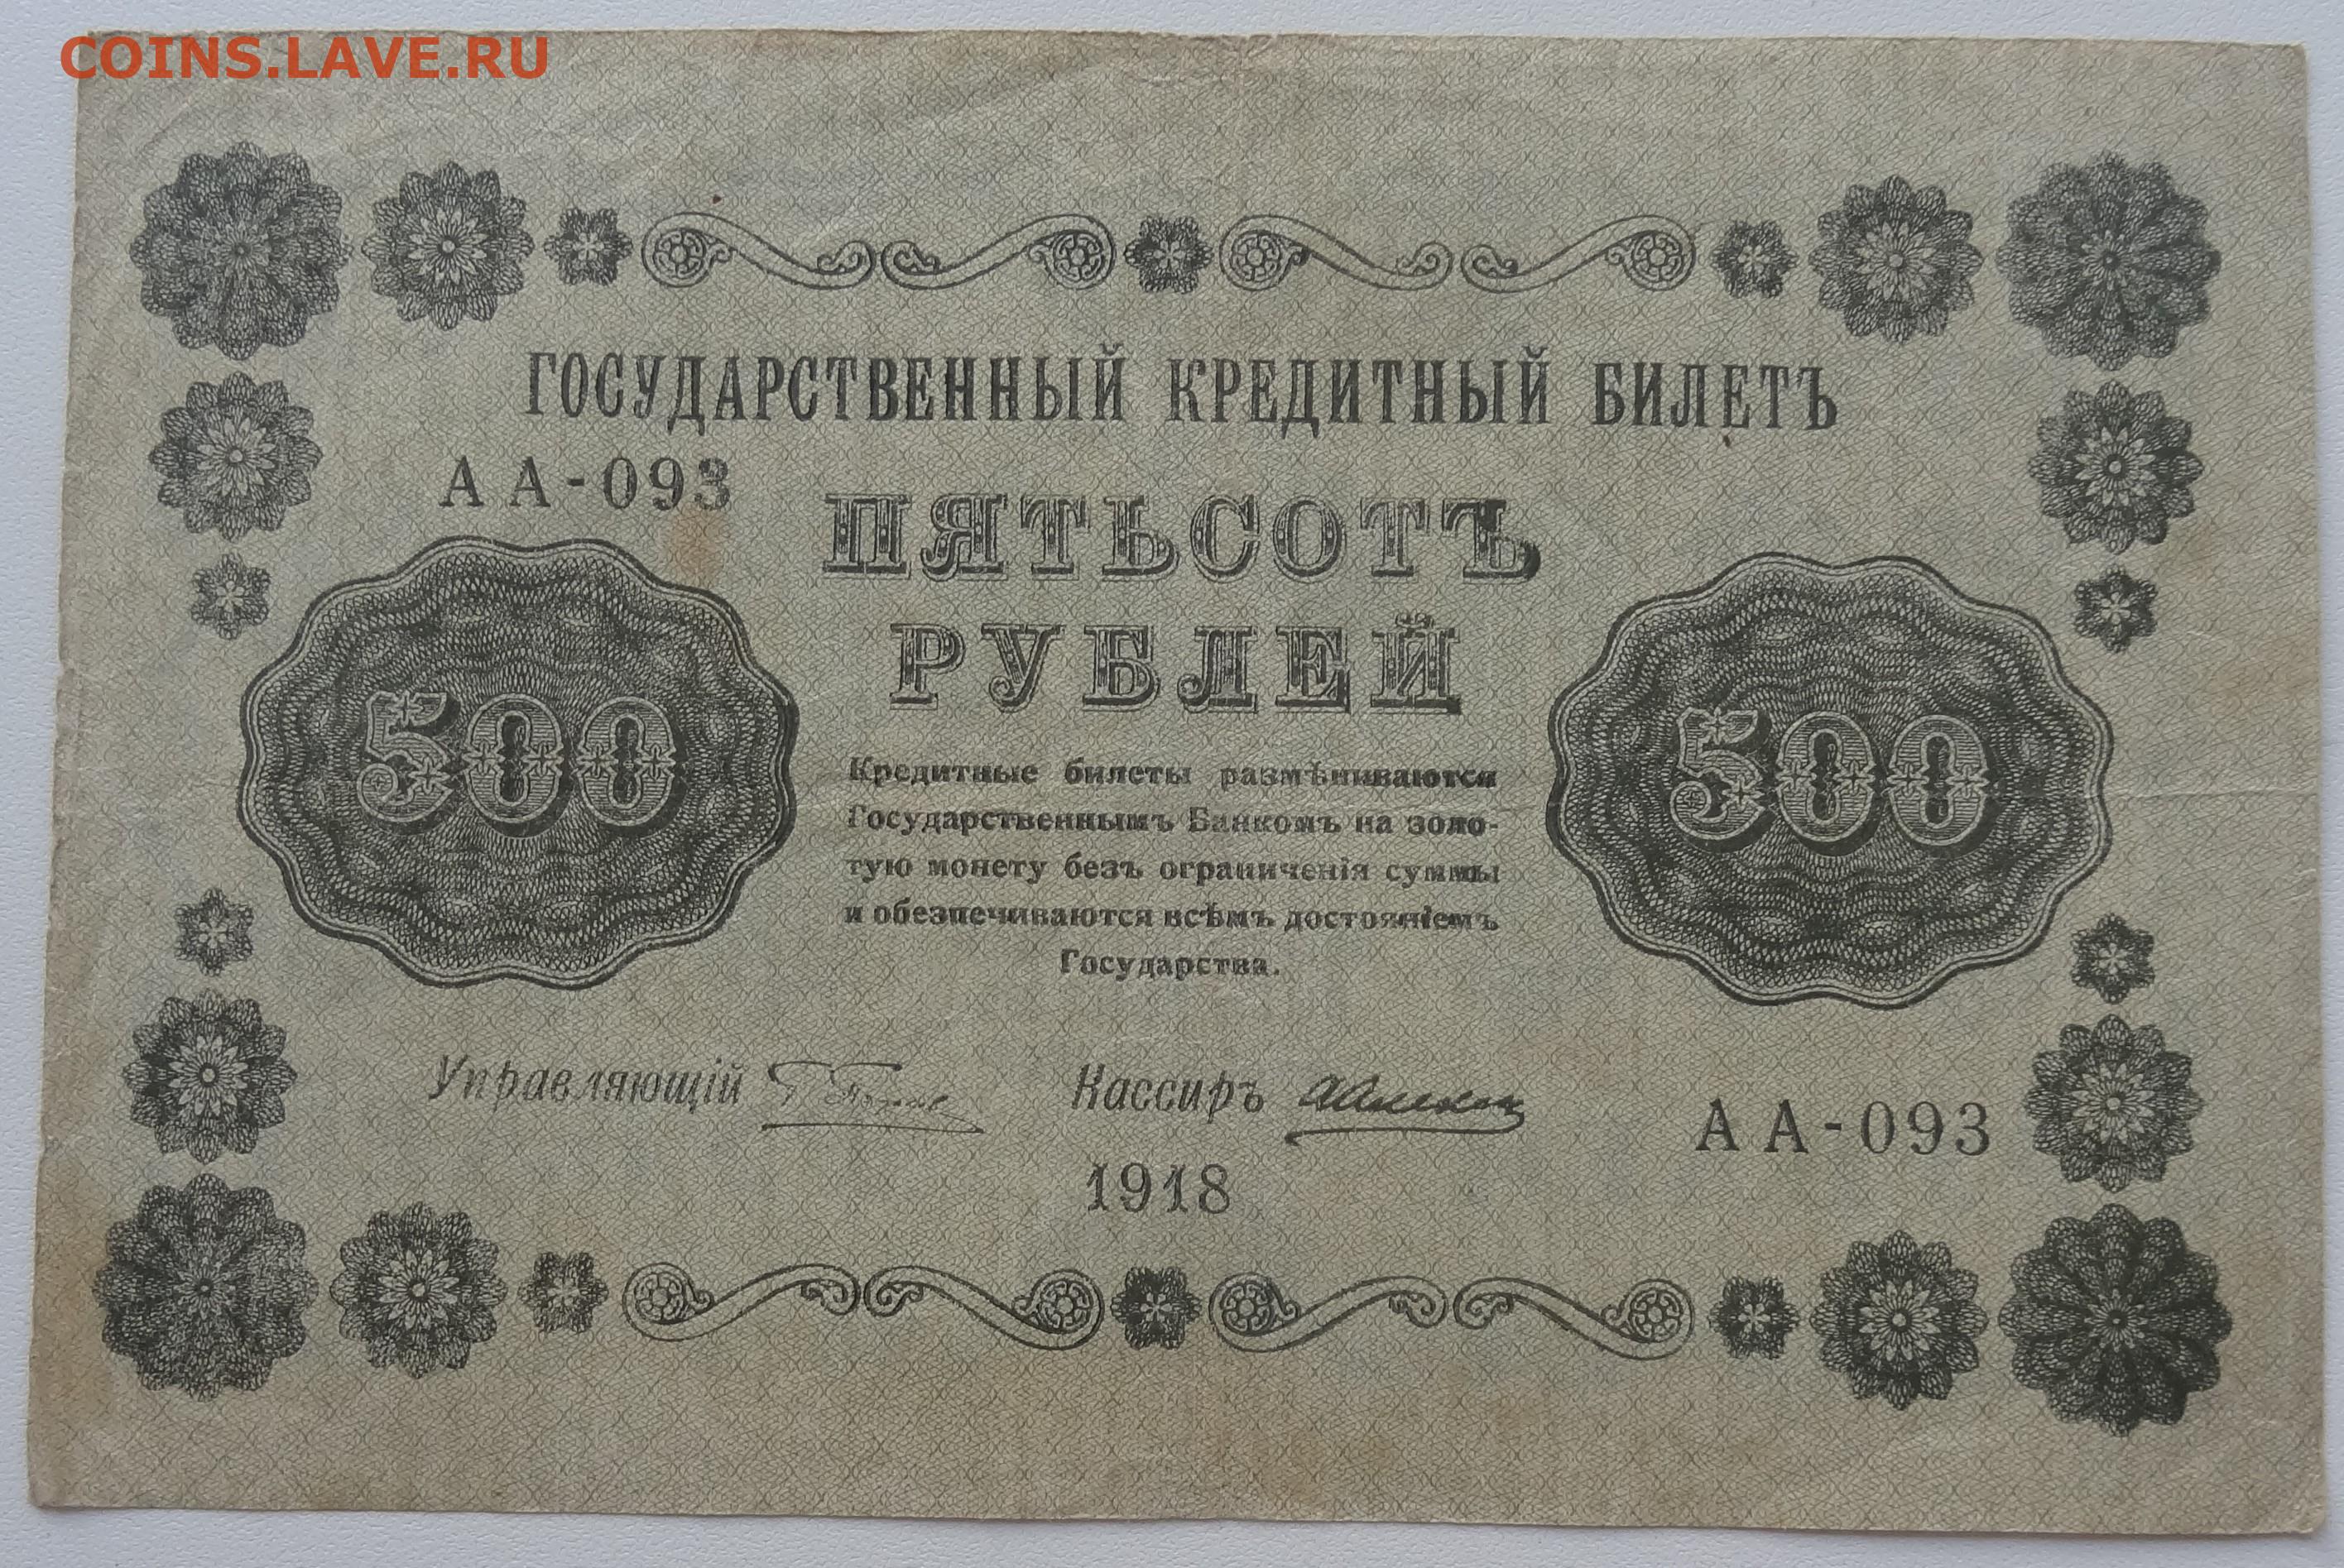 COINS.LAVE.RU
ГОСУДАРСТВЕННЫЙ КРЕДИТНЫЙ БИЛЕТЪ
АА-093
ПЯТЬСОТЪ
РУБЛЕЙ
500
500
Кредитные билеты размѣниваются
Государственнымъ Банкомъ на золо-
тую монету безъ ограниченія суммы
и обезпечиваются всѣмъ достояніемъ
Государства.
Управляющій
Кассиръ
АА-093
1918